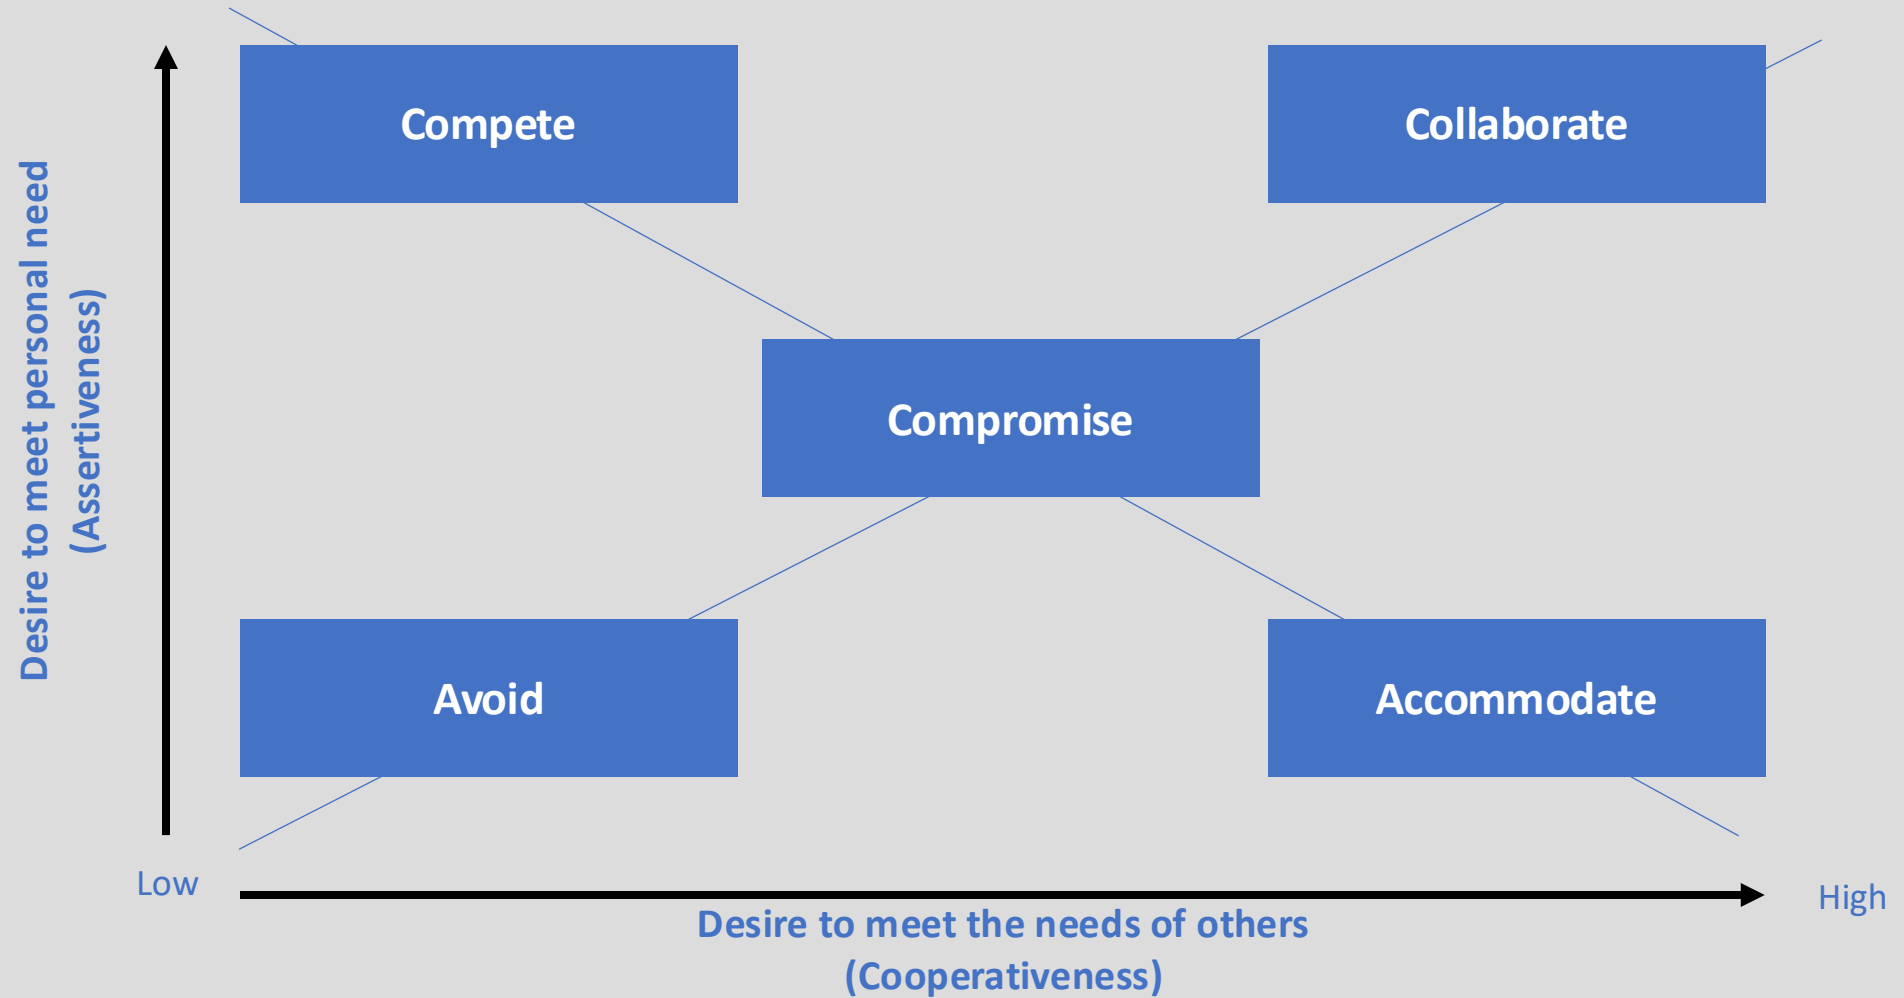 Compete
Collaborate
Desire to meet personal need
(Assertiveness)
Compromise
Avoid
Accommodate
Low
High
Desire to meet the needs of others
(Cooperativeness)